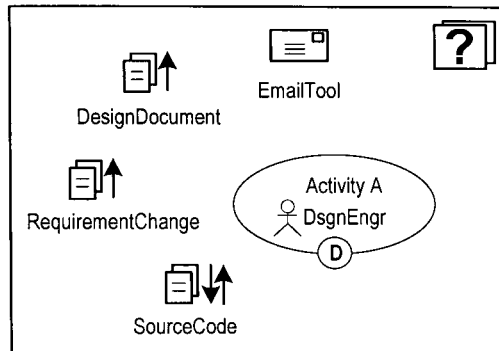 ?
EmailTool
DesignDocument
Activity A
DsgnEngr
RequirementChange
D
SourceCode